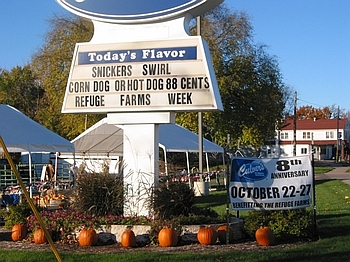 Today's Flavor
SNICKERS SWIRL
CORN DOG OR HOT DOG 88 CENTS
REFUGE FARMS WEEK
Culver's
8th
ANNIVERSARY
OCTOBER 22-27
BENEFITTING THE REFUGE FARMS